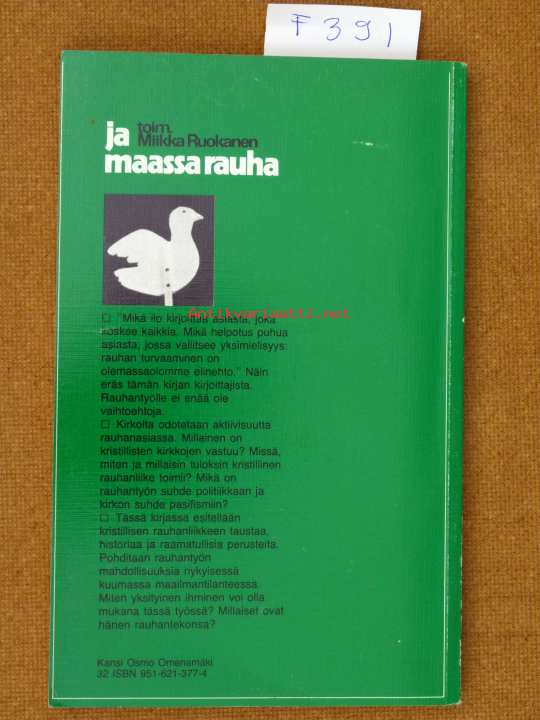 F 391
toim.
ja Miikka Ruokanen
maassa rauha
Antikvariaatti.net
□ "Mikä ilo kirjoittaa asiasta, joka
koskee kaikkia. Mikä helpotus puhua
asiasta, jossa vallitsee yksimielisyys:
rauhan turvaaminen on
olemassaolomme elinehto." Näin
eräs tämän kirjan kirjoittajista.
Rauhantyölle ei enää ole
vaihtoehtoja.
□ Kirkolta odotetaan aktiivisuutta
rauhanasiassa. Millainen on
kristillisten kirkkojen vastuu? Missä,
miten ja millaisin tuloksin kristillinen
rauhanliike toimii? Mikä on
rauhantyön suhde politiikkaan ja
kirkon suhde pasifismiin?
□ Tässä kirjassa esitellään
kristillisen rauhanliikkeen taustaa,
historiaa ja raamatullisia perusteita.
Pohditaan rauhantyön
mahdollisuuksia nykyisessä
kuumassa maailmantilanteessa.
Miten yksityinen ihminen voi olla
mukana tässä työssä? Millaiset ovat
hänen rauhantekonsa?
Kansi Osmo Omenamäki
32 ISBN 951-621-377-4